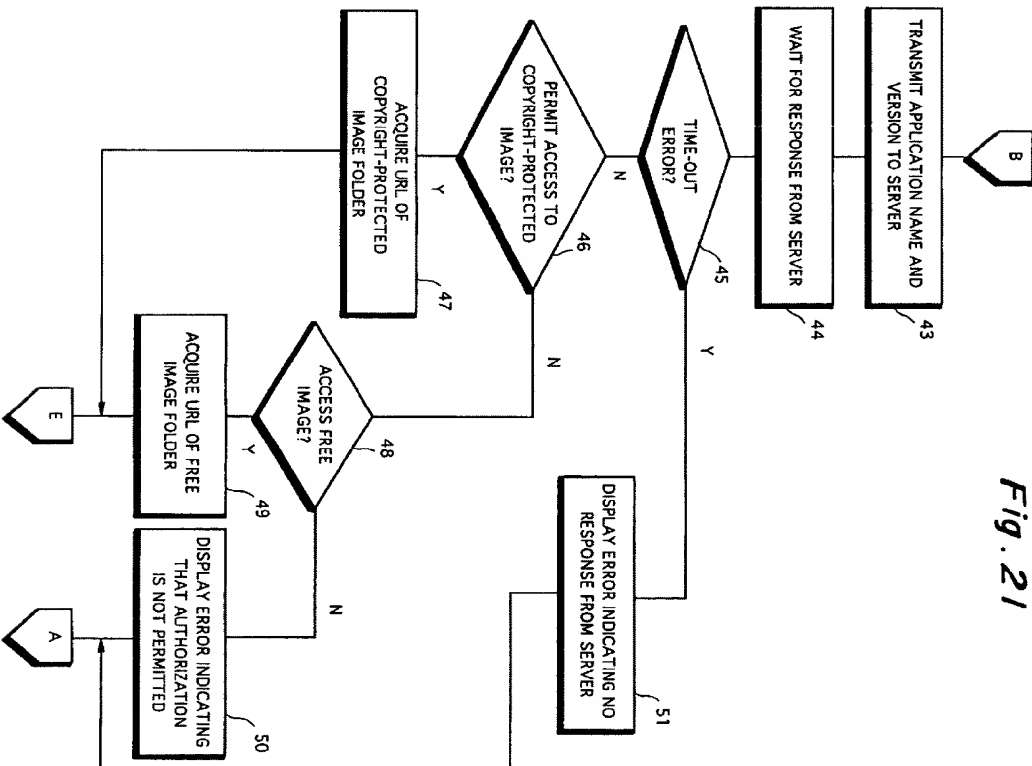 Fig. 21
B
TRANSMIT APPLICATION NAME AND
VERSION TO SERVER
43
WAIT FOR RESPONSE FROM SERVER
44
TIME-OUT
ERROR?
45
Y
N
PERMIT ACCESS TO
COPYRIGHT-PROTECTED
IMAGE?
46
N
Y
ACQUIRE URL OF
COPYRIGHT-PROTECTED
IMAGE FOLDER
47
ACCESS FREE
IMAGE?
48
N
Y
ACQUIRE URL OF FREE
IMAGE FOLDER
49
DISPLAY ERROR INDICATING
THAT AUTHORIZATION
IS NOT PERMITTED
50
DISPLAY ERROR INDICATING NO
RESPONSE FROM SERVER
51
E
A